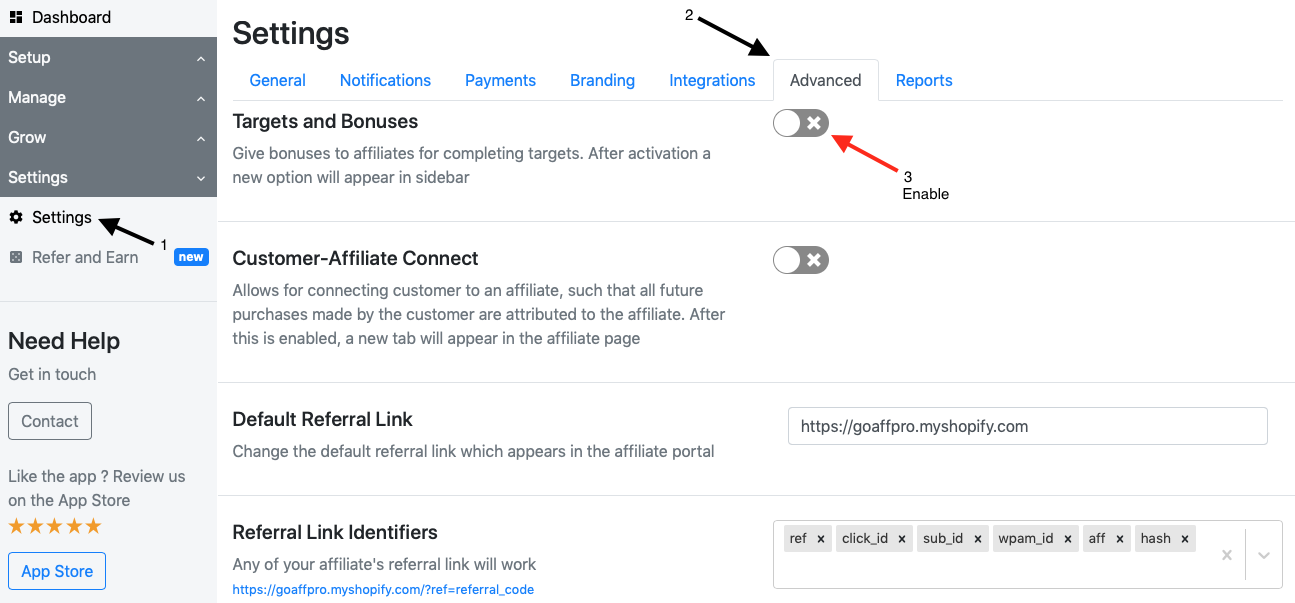 Dashboard
Setup
Manage
Grow
Settings
Settings
1
Refer and Earn
new
Need Help
Get in touch
Contact
Like the app ? Review us
on the App Store
App Store
Settings
2
General
Notifications
Payments
Branding
Integrations
Advanced
Reports
Targets and Bonuses
Give bonuses to affiliates for completing targets. After activation a
new option will appear in sidebar
3
Enable
Customer-Affiliate Connect
Allows for connecting customer to an affiliate, such that all future
purchases made by the customer are attributed to the affiliate. After
this is enabled, a new tab will appear in the affiliate page
Default Referral Link
Change the default referral link which appears in the affiliate portal
https://goaffpro.myshopify.com
Referral Link Identifiers
Any of your affiliate's referral link will work
https://goaffpro.myshopify.com/?ref=referral_code
ref × click_id × sub_id × wpam_id × aff × hash ×